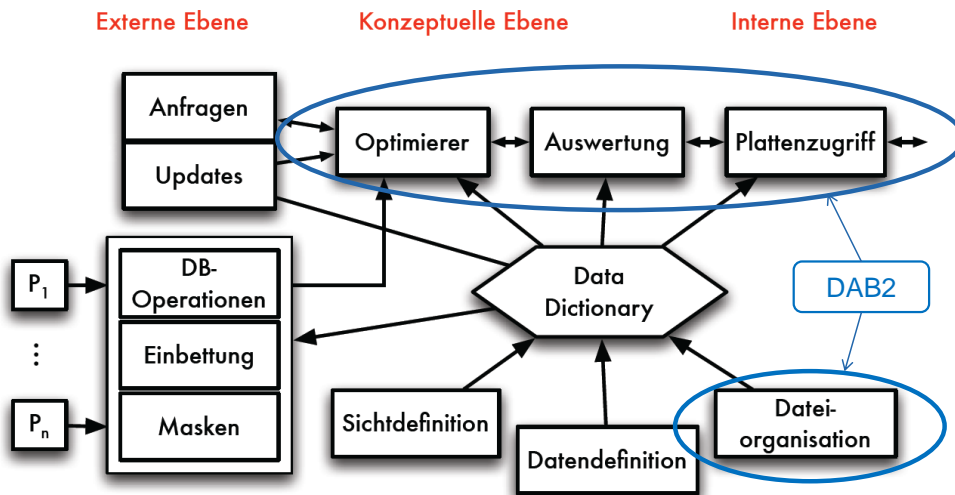 Externe Ebene
Konzeptuelle Ebene
Interne Ebene
Anfragen
Updates
Optimierer
Auswertung
Plattenzugriff
P1
⋮
Pn
DB-
Operationen
Einbettung
Masken
Data
Dictionary
DAB2
Sichtdefinition
Datendefinition
Datei-
organisation